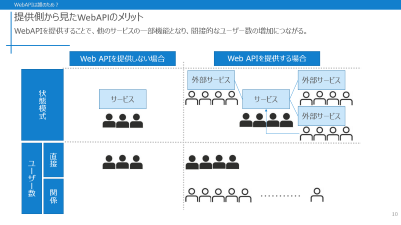 WebAPIは誰のため？
提供側から見たWebAPIのメリット
WebAPIを提供することで、他のサービスの一部機能となり、間接的なユーザー数の増加につながる。
Web APIを提供しない場合
Web APIを提供する場合
状態模式
サービス
外部サービス
外部サービス
サービス
外部サービス
ユーザー数
直接
関係
10